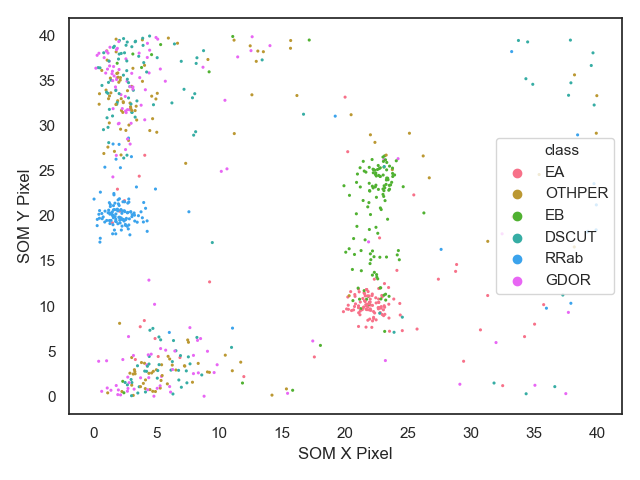 40
35
30
25
20
15
10
5
0
SOM Y Pixel
class
EA
OTHPER
EB
DSCUT
RRab
GDOR
0 5 10 15 20 25 30 35 40
SOM X Pixel